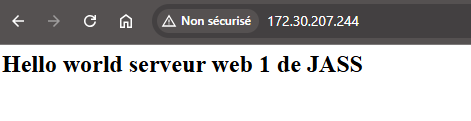 Non sécurisé 172.30.207.244
Hello world serveur web 1 de JASS